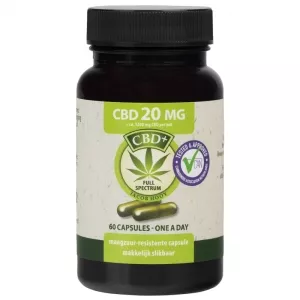 CBD 20 MG
CBD+
FULL
SPECTRUM
JACOB HOOY
TESTED & APPROVED
60 CAPSULES - ONE A DAY
maagzuur-resistente capsule
makkelijk slikbaar